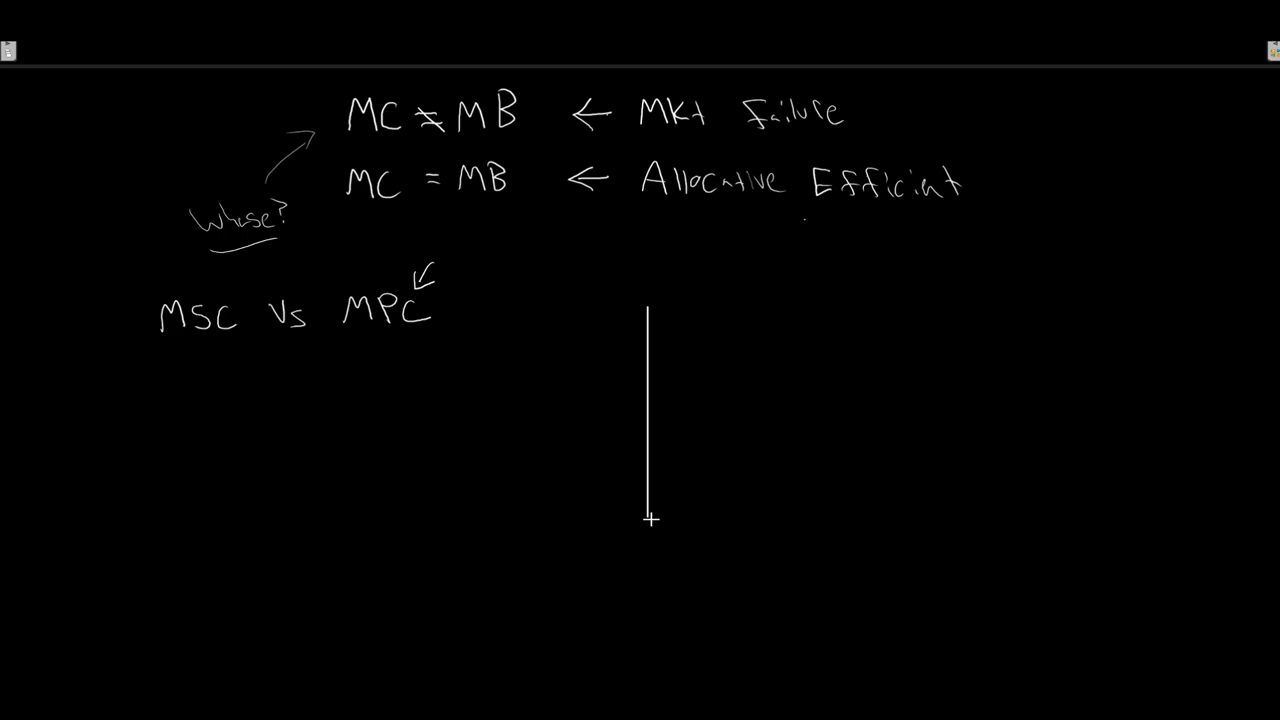 MC ≠ MB ← Mkt Failure
MC = MB ← Allocative Efficient
Whose?
MSC Vs MPC